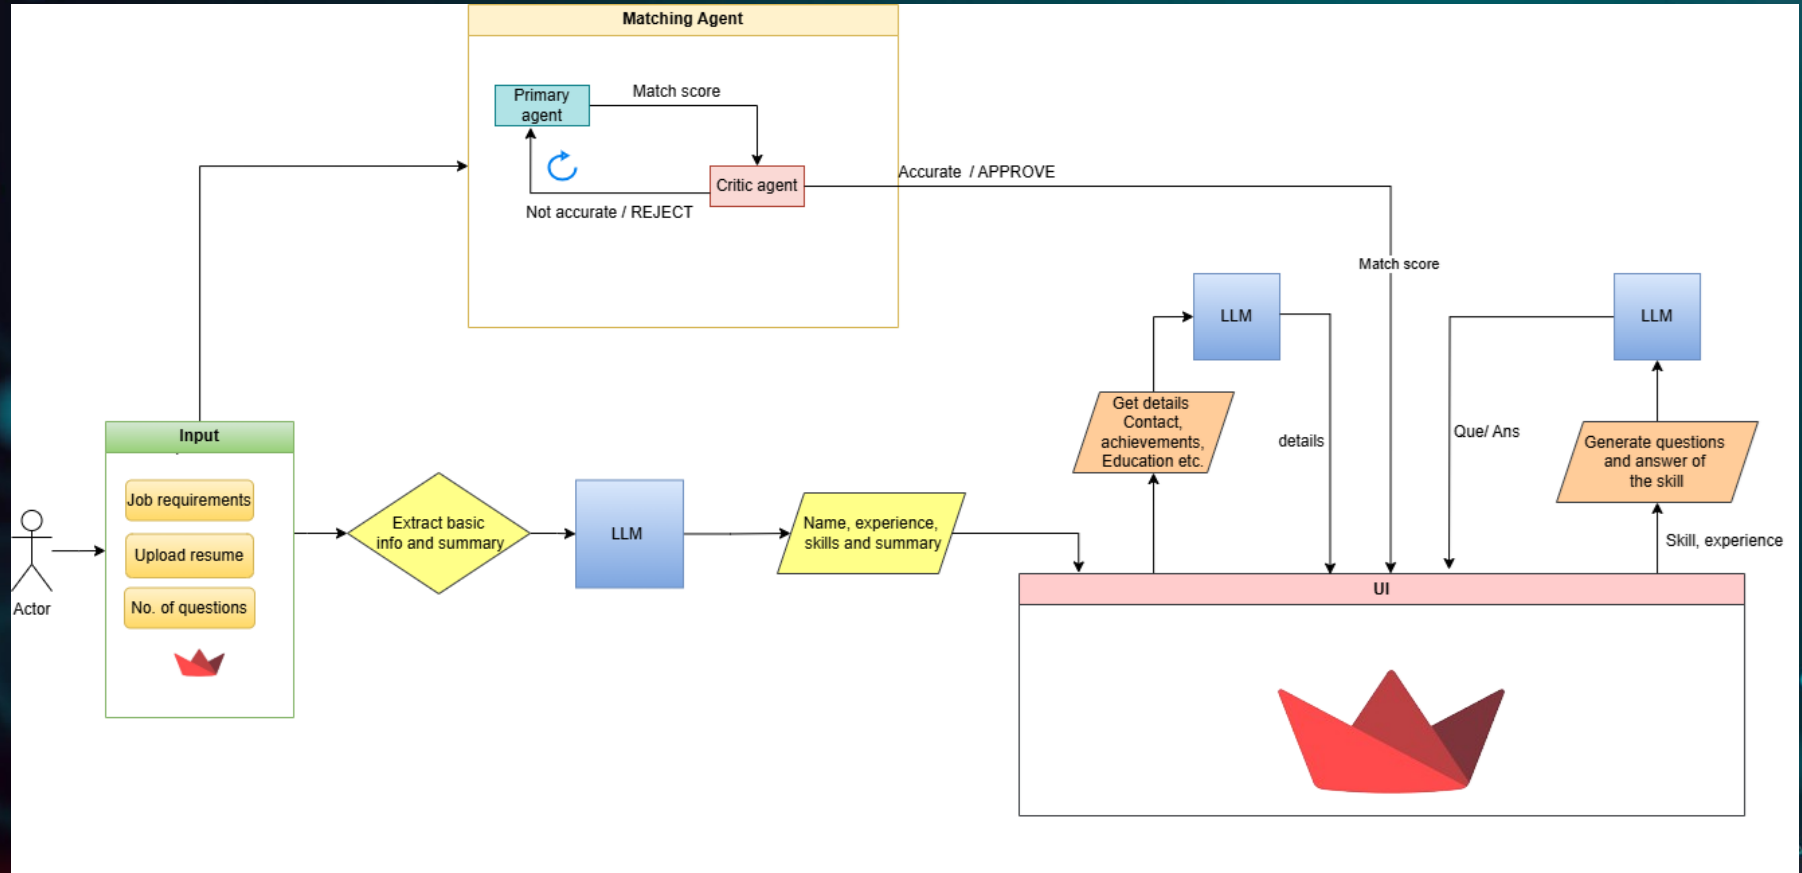 Matching Agent
Primary
agent
Match score
Critic agent
Not accurate / REJECT
Accurate / APPROVE
Match score
LLM
LLM
Get details
Contact,
achievements,
Education etc.
details
Que/ Ans
Generate questions
and answer of
the skill
Skill, experience
Input
Job requirements
Upload resume
No. of questions
Actor
Extract basic
info and summary
LLM
Name, experience,
skills and summary
UI